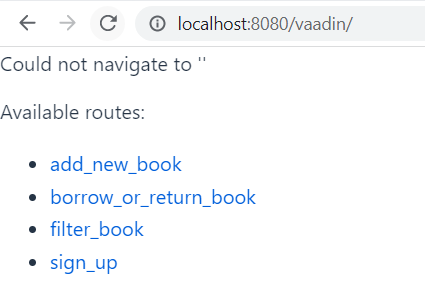 localhost:8080/vaadin/
Could not navigate to ''
Available routes:
add_new_book
borrow_or_return_book
filter_book
sign_up